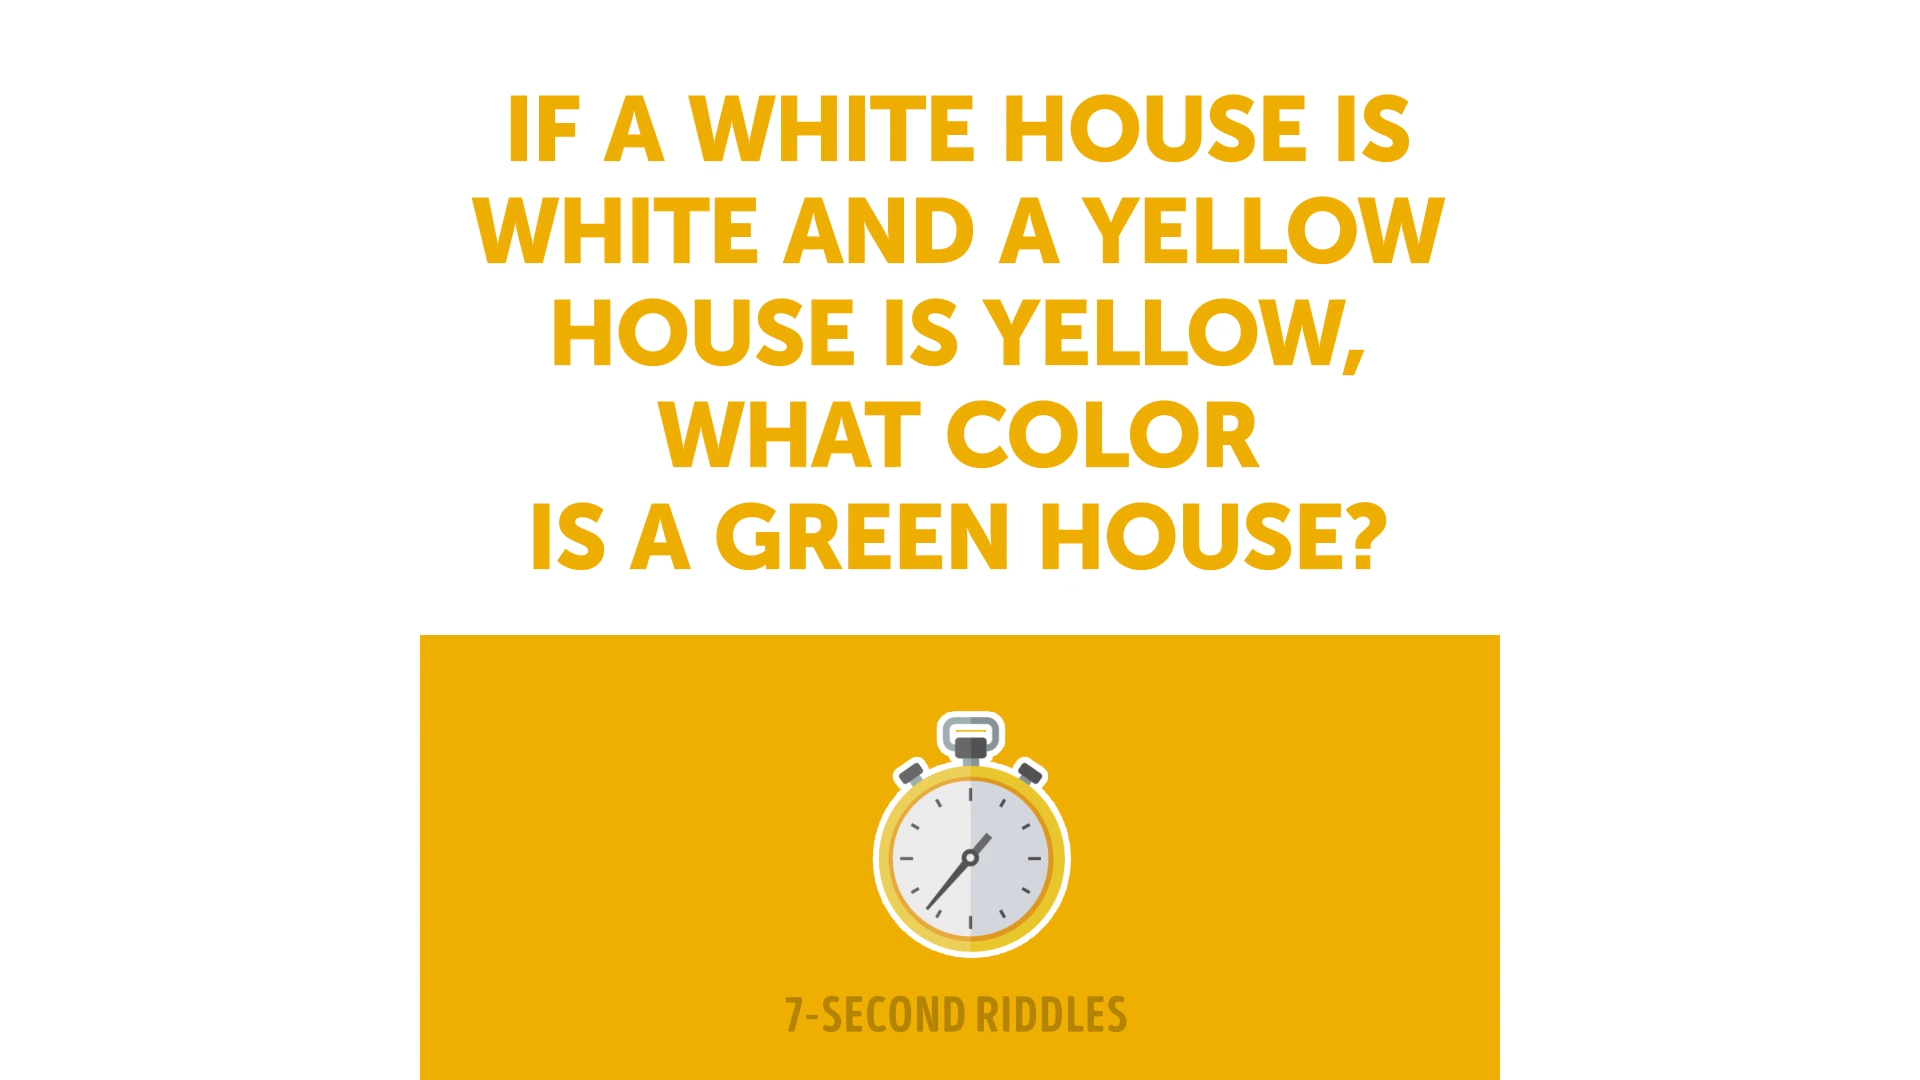 IF A WHITE HOUSE IS
WHITE AND A YELLOW
HOUSE IS YELLOW,
WHAT COLOR
IS A GREEN HOUSE?
7-SECOND RIDDLES